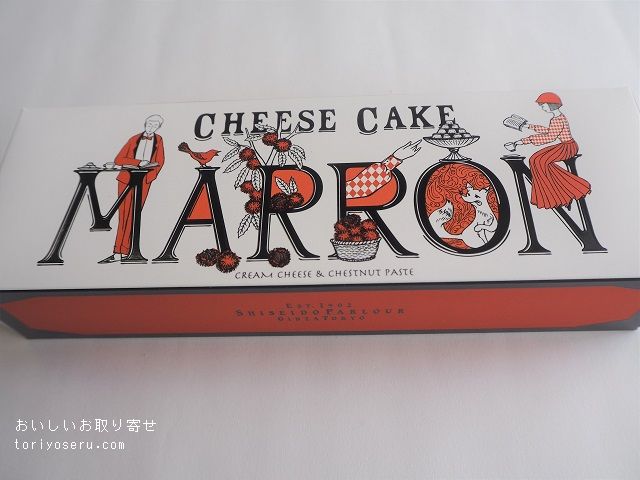 CHEESE CAKE
MARRON
CREAM CHEESE & CHESTNUT PASTE
EST. 1902
SHISEIDO PARLOUR
GINZA TOKYO
おいしいお取り寄せ
toriyoseru.com